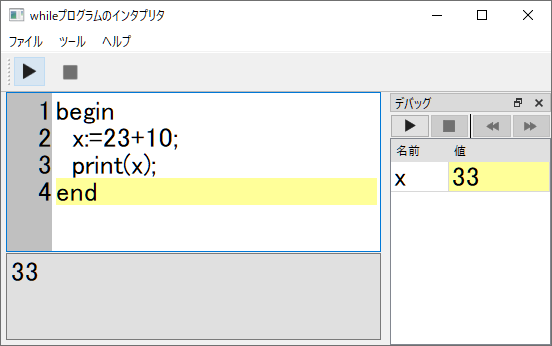 whileプログラムのインタプリタ
ファイル ツール ヘルプ
1 begin
2 x:=23+10;
3 print(x);
4 end
33
デバッグ
名前 値
x 33